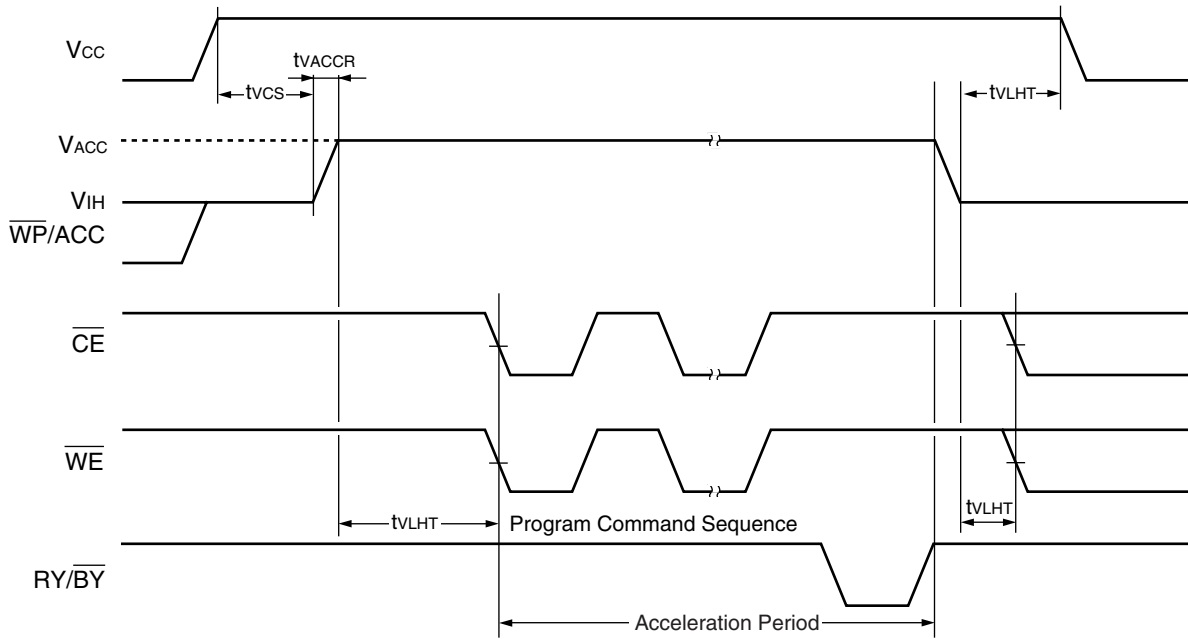 VCC
tVACCR
tVCS
tVLHT
VACC
VIH
WP/ACC
CE
WE
tVLHT
Program Command Sequence
tVLHT
RY/BY
Acceleration Period